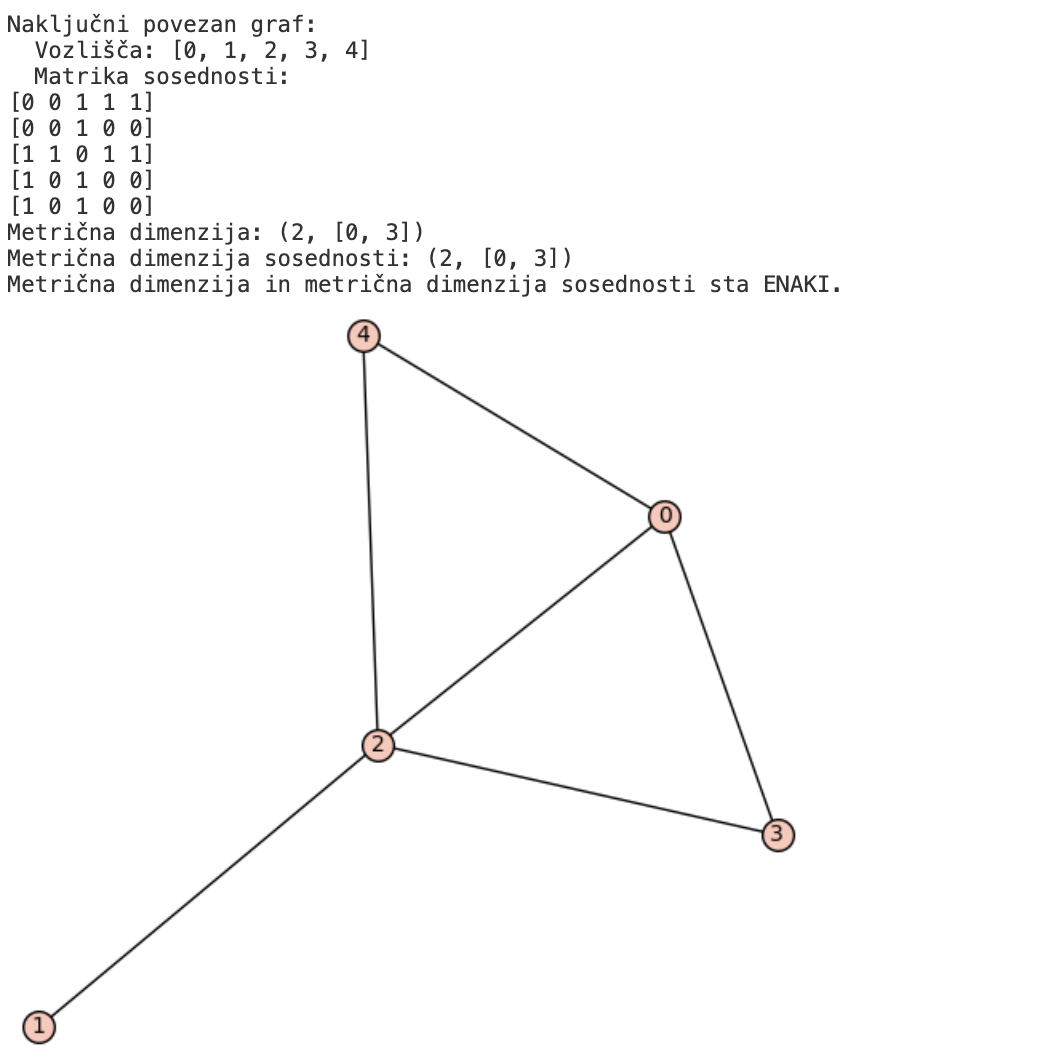 Naključni povezan graf:
Vozlišča: [0, 1, 2, 3, 4]
Matrika sosednosti:
[0 0 1 1 1]
[0 0 1 0 0]
[1 1 0 1 1]
[1 0 1 0 0]
[1 0 1 0 0]
Metrična dimenzija: (2, [0, 3])
Metrična dimenzija sosednosti: (2, [0, 3])
Metrična dimenzija in metrična dimenzija sosednosti sta ENAKI.
4
0
2
3
1